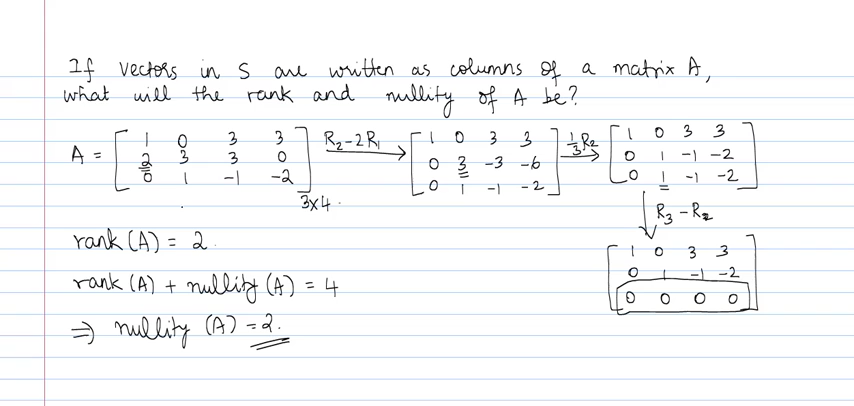 If vectors in S are written as columns of a matrix A,
what will the rank and nullity of A be?
A = [ 1 0 3 3
2 3 3 0
0 1 -1 -2 ] 3x4.
R2-2R1 →
[ 1 0 3 3
0 3 -3 -6
0 1 -1 -2 ]
1/3 R2 →
[ 1 0 3 3
0 1 -1 -2
0 1 -1 -2 ]
↓ R3-R2
[ 1 0 3 3
0 1 -1 -2
0 0 0 0 ]
rank(A) = 2.
rank(A) + nullity(A) = 4
⇒ nullity (A) = 2.